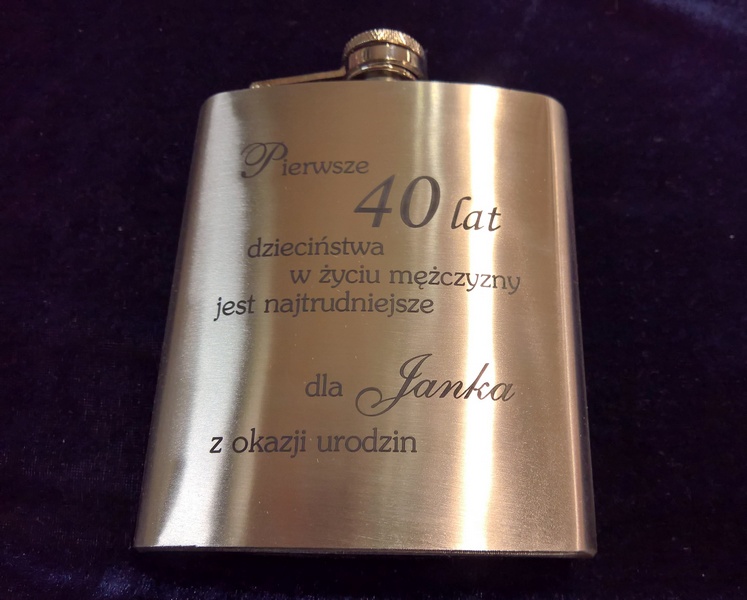 Pierwsze
40 lat
dzieciństwa
w życiu mężczyzny
jest najtrudniejsze
dla Janka
z okazji urodzin